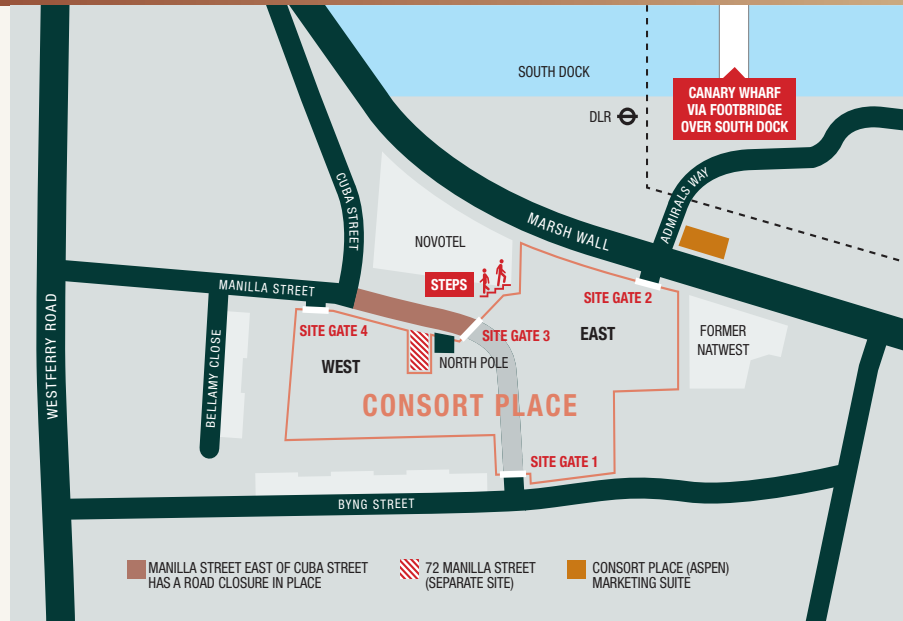 SOUTH DOCK
CANARY WHARF
VIA FOOTBRIDGE
OVER SOUTH DOCK
DLR
CUBA STREET
ADMIRALS WAY
MARSH WALL
NOVOTEL
STEPS
MANILLA STREET
SITE GATE 2
WESTFERRY ROAD
SITE GATE 4
SITE GATE 3
EAST
FORMER
NATWEST
BELLAMY CLOSE
WEST
NORTH POLE
CONSORT PLACE
SITE GATE 1
BYNG STREET
MANILLA STREET EAST OF CUBA STREET
HAS A ROAD CLOSURE IN PLACE
72 MANILLA STREET
(SEPARATE SITE)
CONSORT PLACE (ASPEN)
MARKETING SUITE